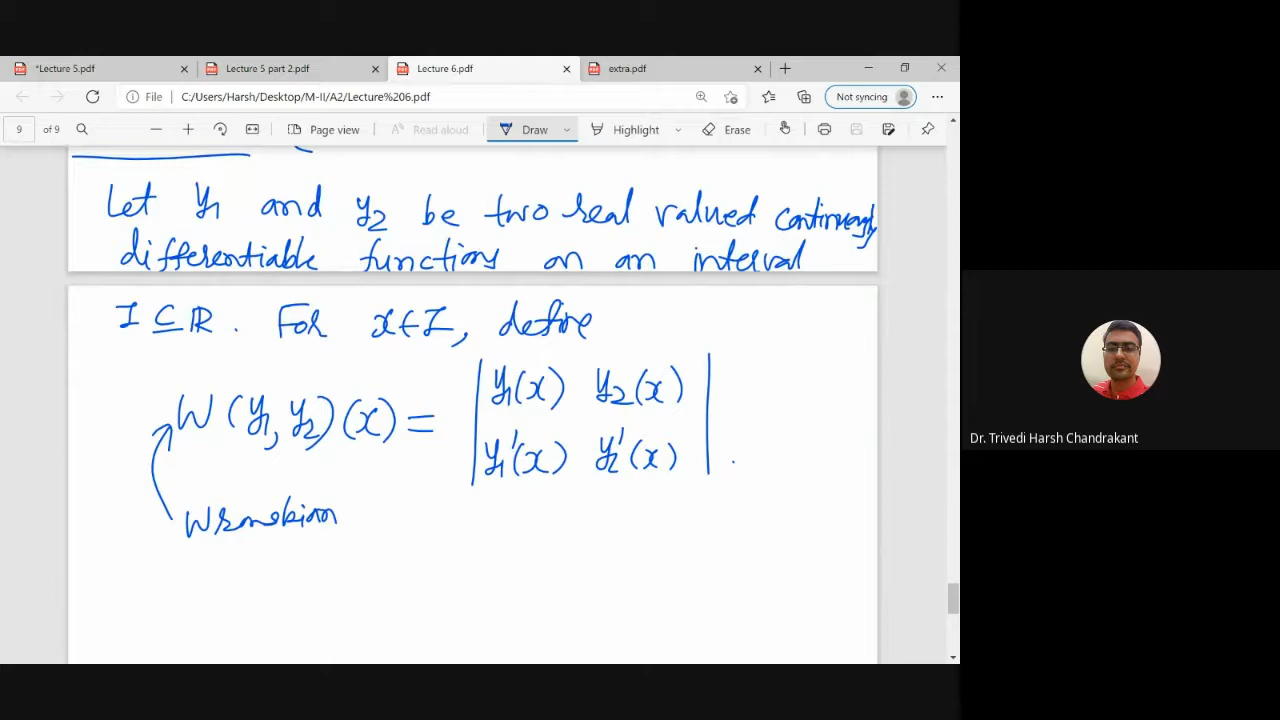 *Lecture 5.pdf
Lecture 5 part 2.pdf
Lecture 6.pdf
extra.pdf
File
C:/Users/Harsh/Desktop/M-II/A2/Lecture%206.pdf
Not syncing
9 of 9
Page view
Read aloud
Draw
Highlight
Erase
Let y₁ and y₂ be two real valued continuously
differentiable functions on an interval
I ⊆ ℝ. For x∈I, define
W(y₁, y₂)(x) = | y₁(x) y₂(x) |
| y₁'(x) y₂'(x) | .
Wronskian
Dr. Trivedi Harsh Chandrakant